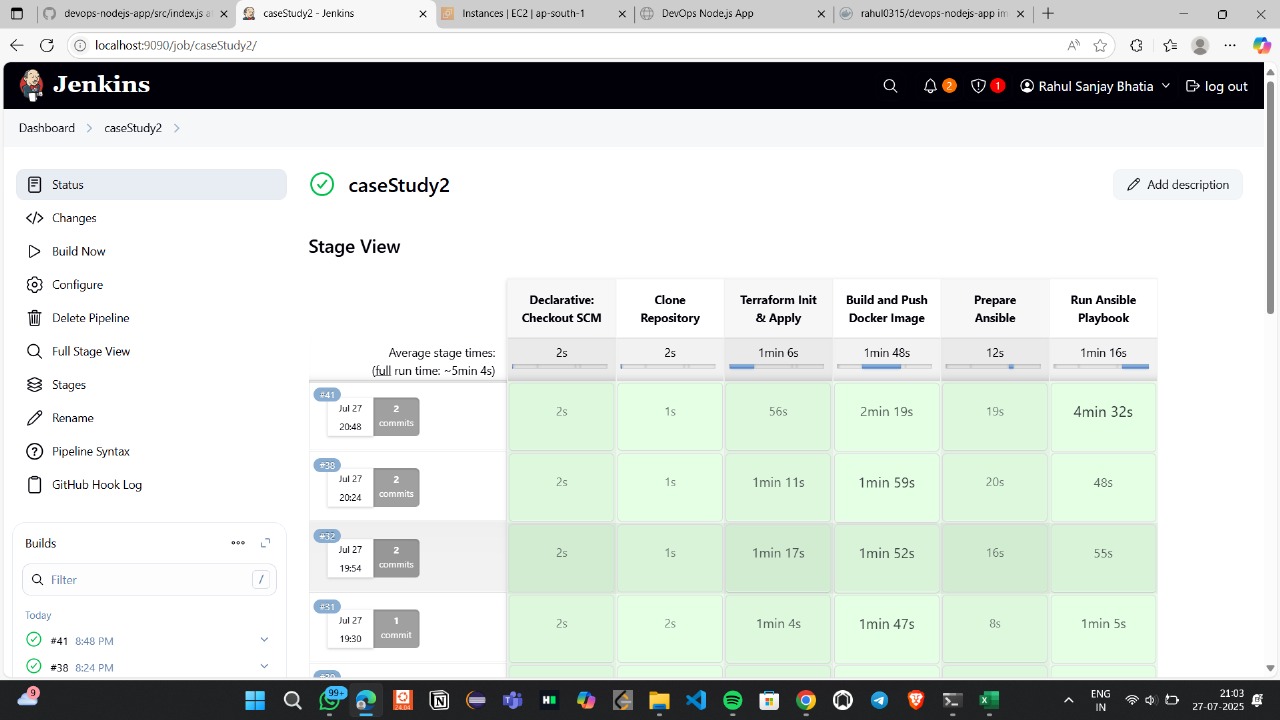 devops-nodejs-app/src/index.js at
caseStudy2 - Jenkins
Instances | EC2 | ap-south-1
DevOps Node.js App
rahul0315/devops-nodejs-app im
localhost:9090/job/caseStudy2/
Jenkins
2
1
Rahul Sanjay Bhatia
log out
Dashboard
caseStudy2
Status
Changes
Build Now
Configure
Delete Pipeline
Full Stage View
Stages
Rename
Pipeline Syntax
GitHub Hook Log
Builds
Filter
/
Today
#41 8:48 PM
#38 8:24 PM
caseStudy2
Add description
Stage View
Declarative: Checkout SCM
Clone Repository
Terraform Init & Apply
Build and Push Docker Image
Prepare Ansible
Run Ansible Playbook
Average stage times:
(full run time: ~5min 4s)
2s 2s 1min 6s 1min 48s 12s 1min 16s
#41
Jul 27 20:48
2 commits
2s 1s 56s 2min 19s 19s 4min 32s
#38
Jul 27 20:24
2 commits
2s 1s 1min 11s 1min 59s 20s 48s
#32
Jul 27 19:54
2 commits
2s 1s 1min 17s 1min 52s 16s 55s
#31
Jul 27 19:30
1 commit
2s 2s 1min 4s 1min 47s 8s 1min 5s
9
99+
24.04
ENG
IN
21:03
27-07-2025